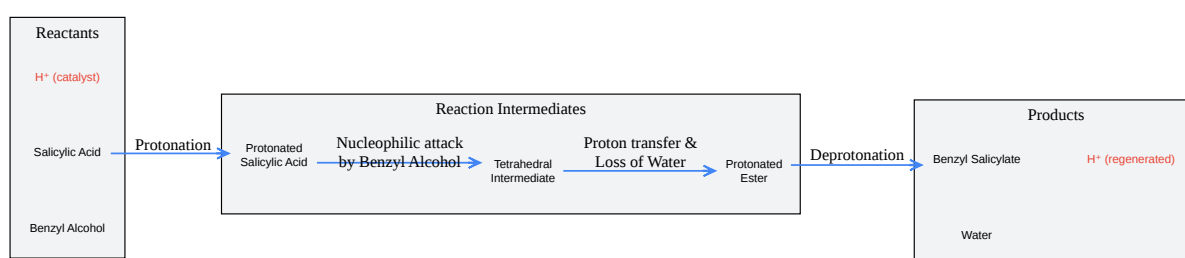 Reactants
H⁺ (catalyst)
Salicylic Acid
Benzyl Alcohol
Protonation
Reaction Intermediates
Protonated
Salicylic Acid
Nucleophilic attack
by Benzyl Alcohol
Tetrahedral
Intermediate
Proton transfer &
Loss of Water
Protonated
Ester
Deprotonation
Products
Benzyl Salicylate
H⁺ (regenerated)
Water